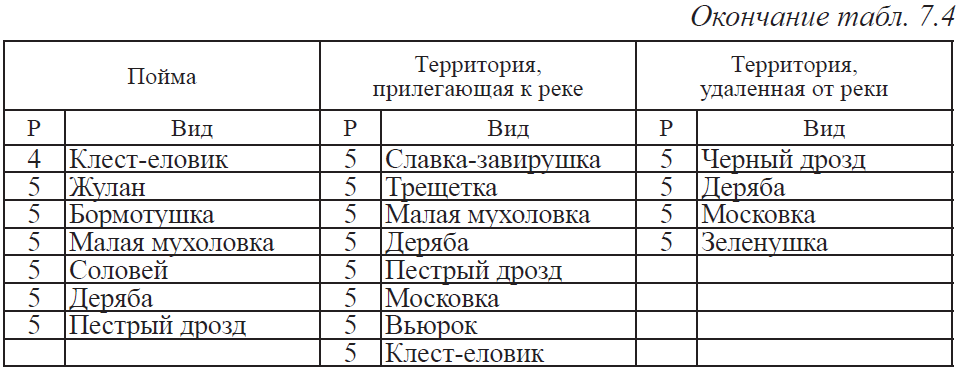 Окончание табл. 7.4
Пойма Территория, прилегающая к реке Территория, удаленная от реки
Р Вид Р Вид Р Вид
4 Клест-еловик 5 Славка-завирушка 5 Черный дрозд
5 Жулан 5 Трещетка 5 Деряба
5 Бормотушка 5 Малая мухоловка 5 Московка
5 Малая мухоловка 5 Деряба 5 Зеленушка
5 Соловей 5 Пестрый дрозд
5 Деряба 5 Московка
5 Пестрый дрозд 5 Вьюрок
5 Клест-еловик